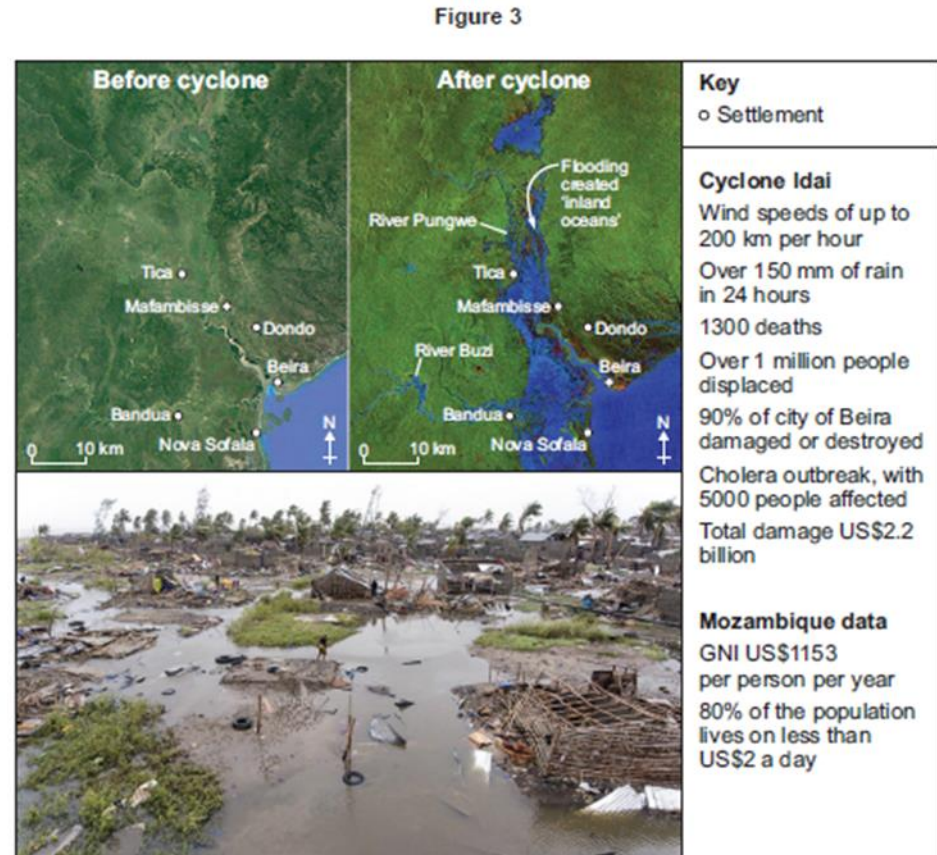 Figure 3
Before cyclone
After cyclone
Flooding
created
‘inland
oceans’
River Pungwe
Tica
Mafambisse
Dondo
Beira
Bandua
Nova Sofala
0 10 km
N
Tica
Mafambisse
Dondo
River Buzi
Beira
Bandua
Nova Sofala
0 10 km
N
Key
Settlement
Cyclone Idai
Wind speeds of up to
200 km per hour
Over 150 mm of rain
in 24 hours
1300 deaths
Over 1 million people
displaced
90% of city of Beira
damaged or destroyed
Cholera outbreak, with
5000 people affected
Total damage US$2.2
billion
Mozambique data
GNI US$1153
per person per year
80% of the population
lives on less than
US$2 a day